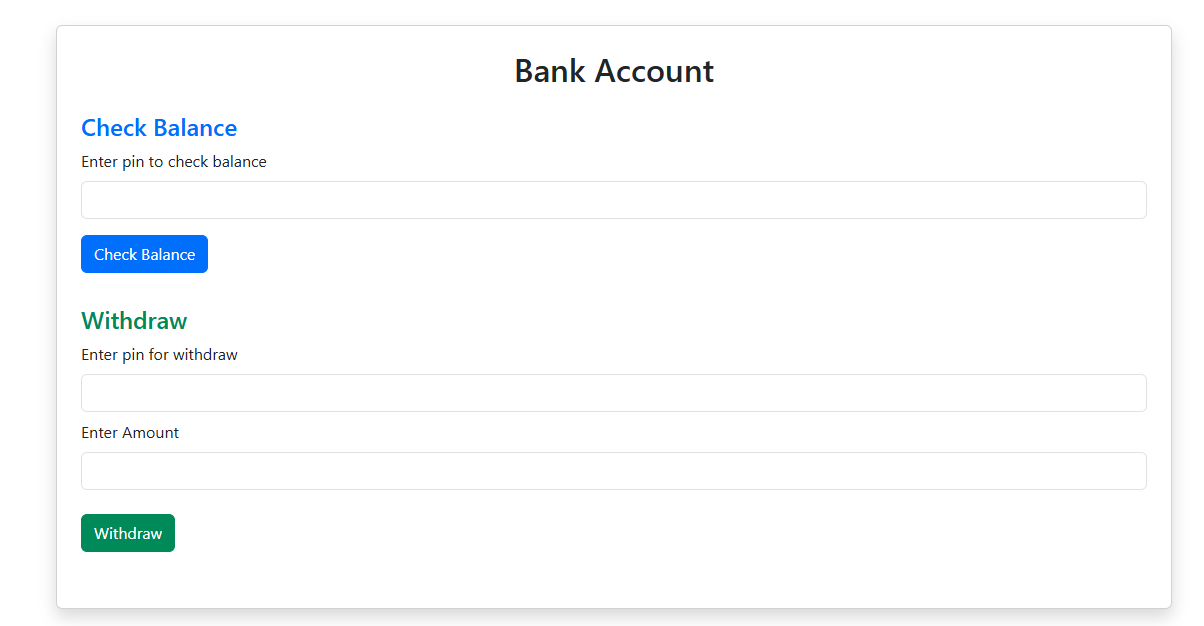 Bank Account
Check Balance
Enter pin to check balance
Check Balance
Withdraw
Enter pin for withdraw
Enter Amount
Withdraw